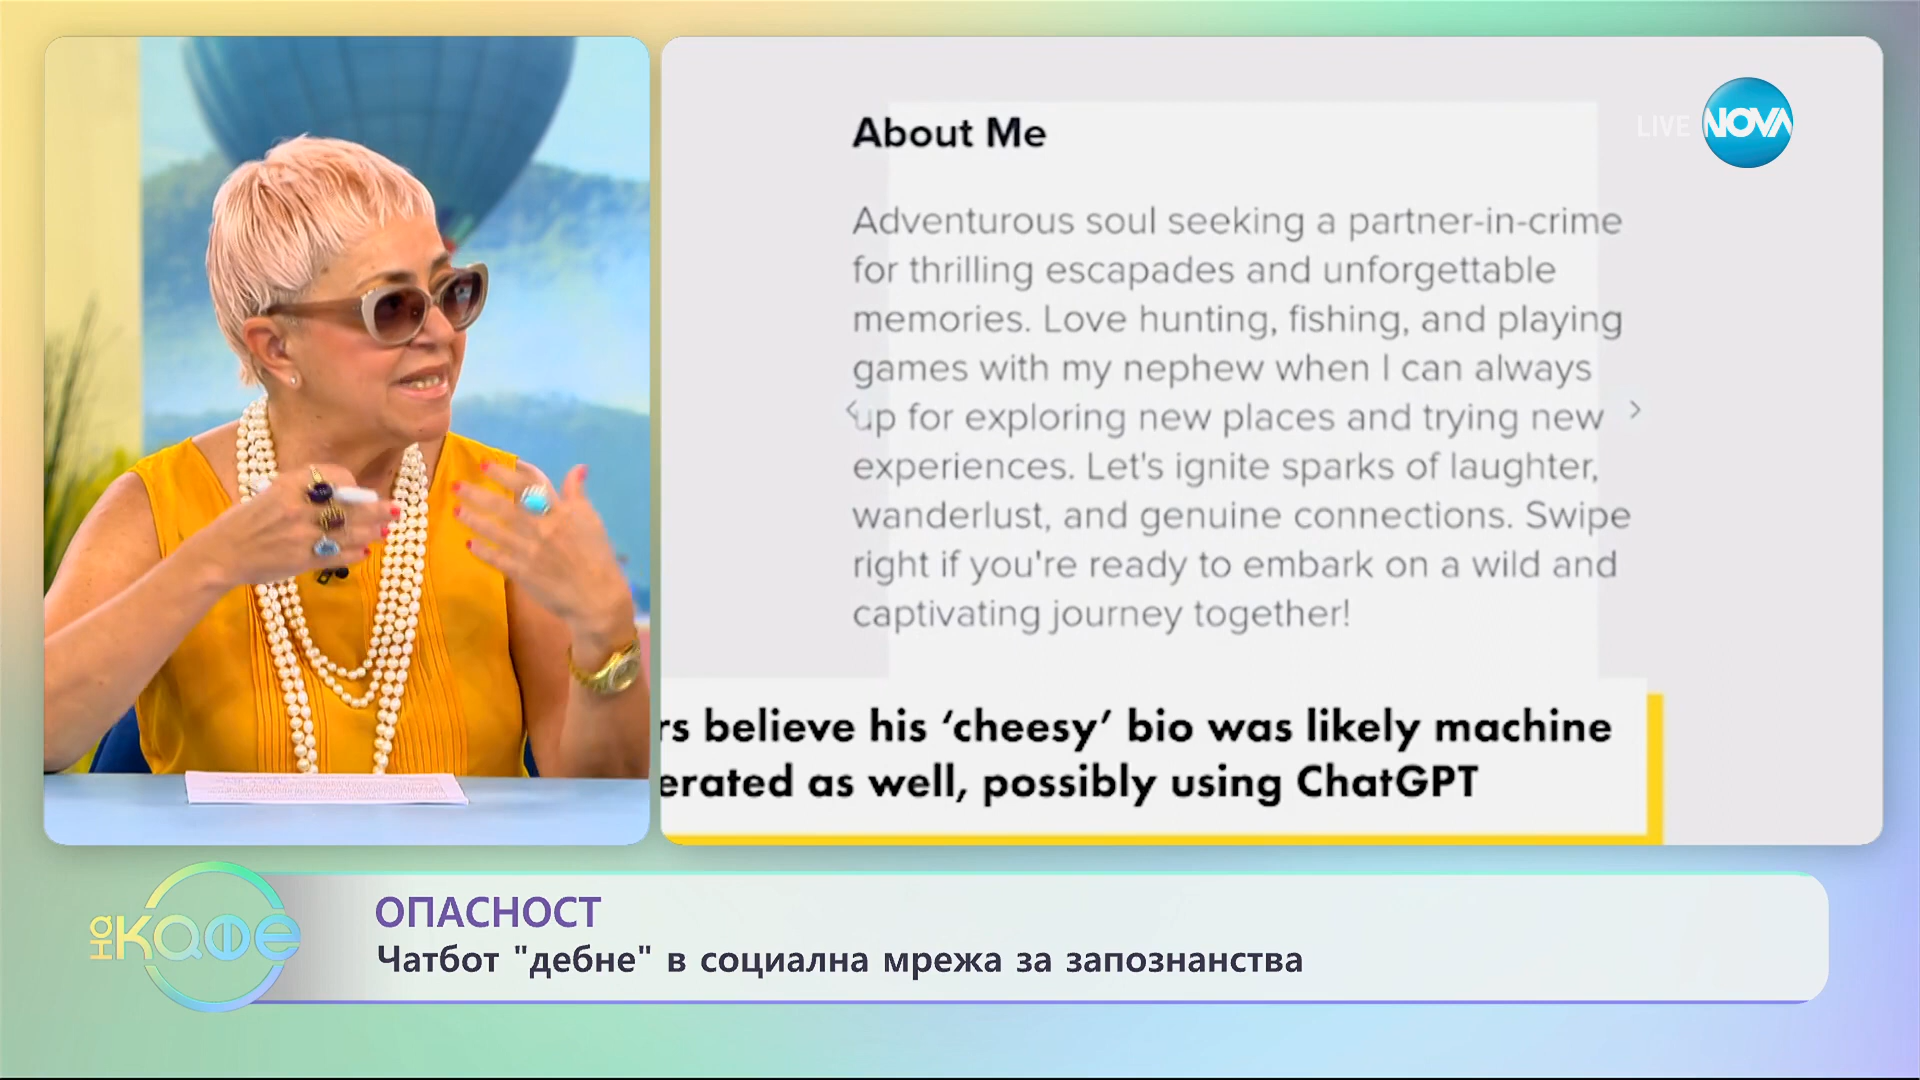 LIVE NOVA
About Me
Adventurous soul seeking a partner-in-crime
for thrilling escapades and unforgettable
memories. Love hunting, fishing, and playing
games with my nephew when I can always
up for exploring new places and trying new
experiences. Let's ignite sparks of laughter,
wanderlust, and genuine connections. Swipe
right if you're ready to embark on a wild and
captivating journey together!
rs believe his ‘cheesy’ bio was likely machine
erated as well, possibly using ChatGPT
на кафе
ОПАСНОСТ
Чатбот "дебне" в социална мрежа за запознанства